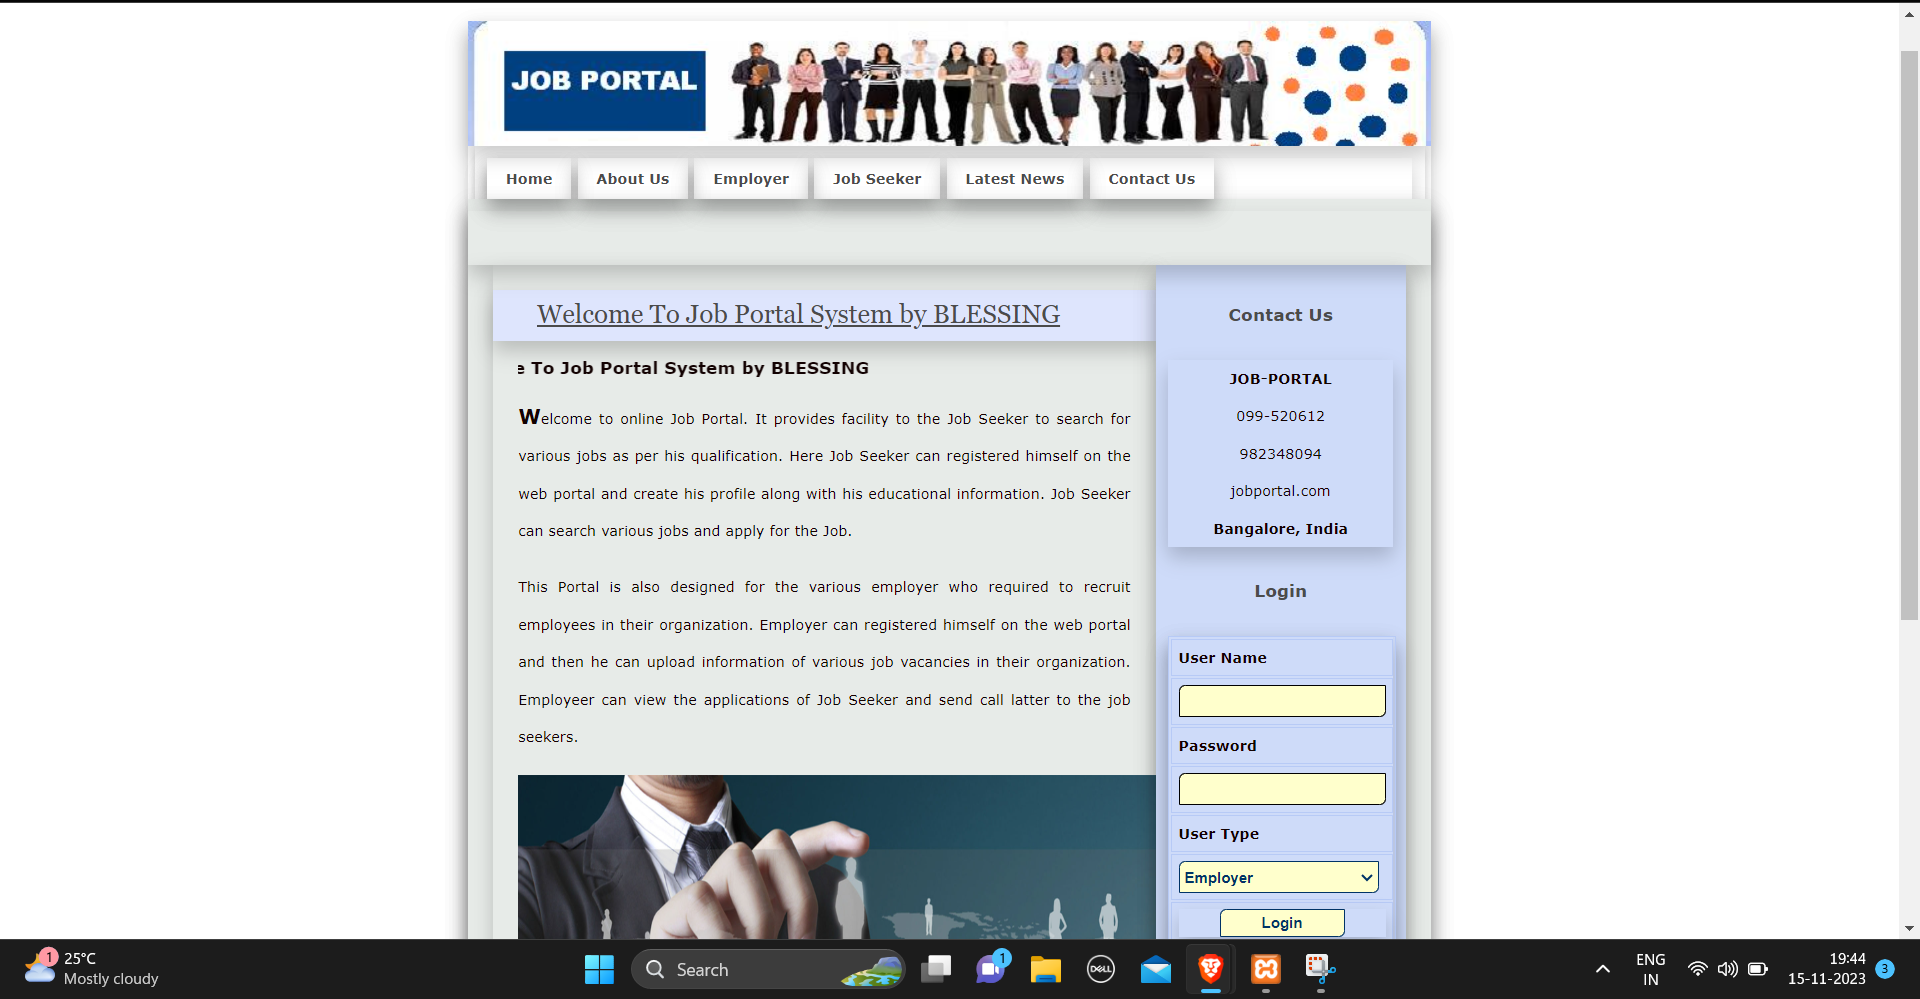 JOB PORTAL
Home About Us Employer Job Seeker Latest News Contact Us
Welcome To Job Portal System by BLESSING
e To Job Portal System by BLESSING
Welcome to online Job Portal. It provides facility to the Job Seeker to search for
various jobs as per his qualification. Here Job Seeker can registered himself on the
web portal and create his profile along with his educational information. Job Seeker
can search various jobs and apply for the Job.
This Portal is also designed for the various employer who required to recruit
employees in their organization. Employer can registered himself on the web portal
and then he can upload information of various job vacancies in their organization.
Employeer can view the applications of Job Seeker and send call latter to the job
seekers.
Contact Us
JOB-PORTAL
099-520612
982348094
jobportal.com
Bangalore, India
Login
User Name
Password
User Type
Employer
Login
1
25°C
Mostly cloudy
Search
1
DELL
ENG
IN
19:44
15-11-2023
3